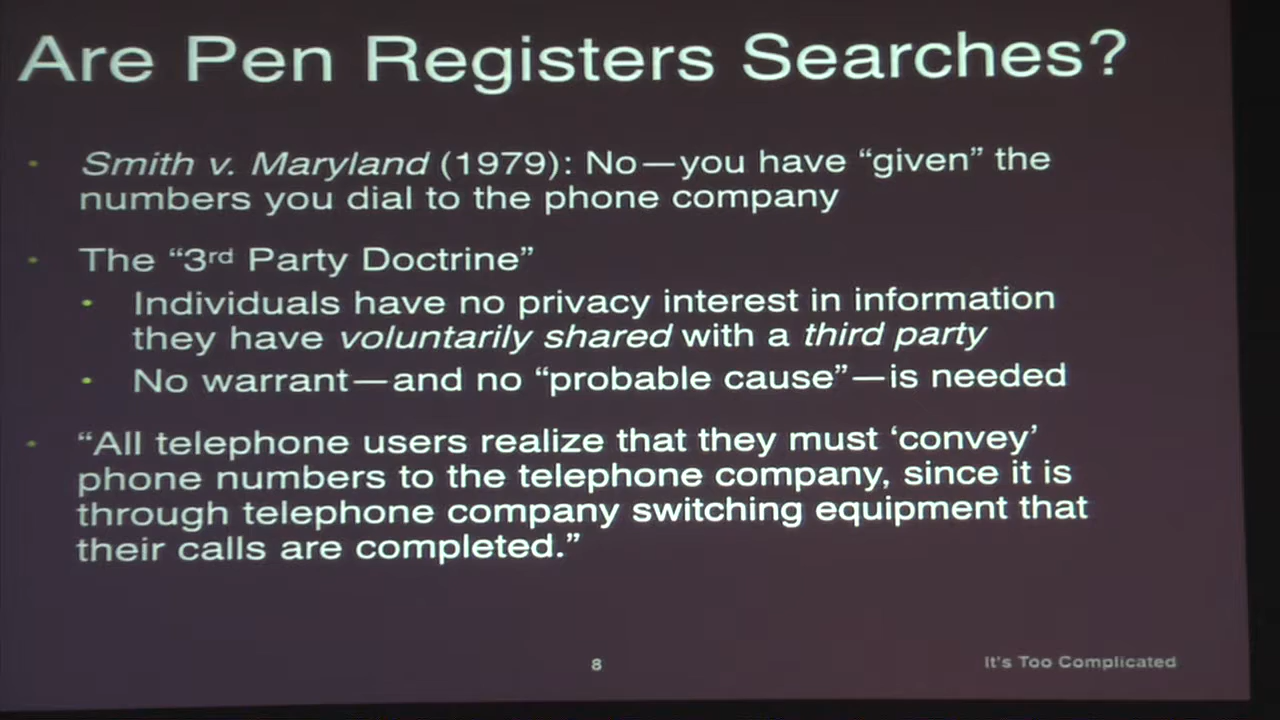 Are Pen Registers Searches?
• Smith v. Maryland (1979): No—you have “given” the
numbers you dial to the phone company
• The “3rd Party Doctrine”
• Individuals have no privacy interest in information
they have voluntarily shared with a third party
• No warrant—and no “probable cause”—is needed
• “All telephone users realize that they must ‘convey’
phone numbers to the telephone company, since it is
through telephone company switching equipment that
their calls are completed.”
8
It's Too Complicated